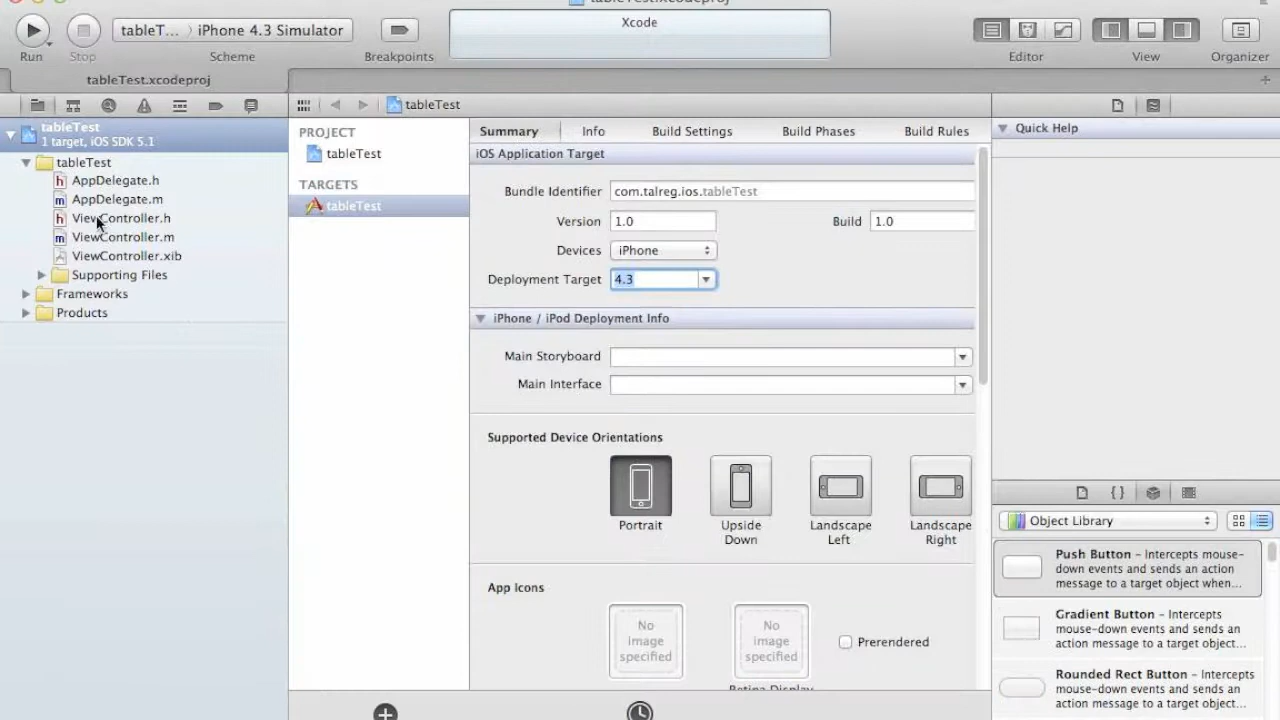 tableTest.xcodeproj
Xcode
tableT... iPhone 4.3 Simulator
Run Stop Scheme Breakpoints Editor View Organizer
tableTest.xcodeproj
tableTest
1 target, iOS SDK 5.1
tableTest
AppDelegate.h
AppDelegate.m
ViewController.h
ViewController.m
ViewController.xib
Supporting Files
Frameworks
Products
tableTest
PROJECT
tableTest
TARGETS
tableTest
Summary Info Build Settings Build Phases Build Rules
iOS Application Target
Bundle Identifier com.talreg.ios.tableTest
Version 1.0 Build 1.0
Devices iPhone
Deployment Target 4.3
iPhone / iPod Deployment Info
Main Storyboard
Main Interface
Supported Device Orientations
Portrait
Upside
Down
Landscape
Left
Landscape
Right
App Icons
No
image
specified
No
image
specified
Prerendered
Retina Display
Quick Help
{ }
Object Library
Push Button - Intercepts mouse-
down events and sends an action
message to a target object when...
Gradient Button - Intercepts
mouse-down events and sends an
action message to a target object...
Rounded Rect Button - Intercepts
mouse-down events and sends an
action message to a target object...